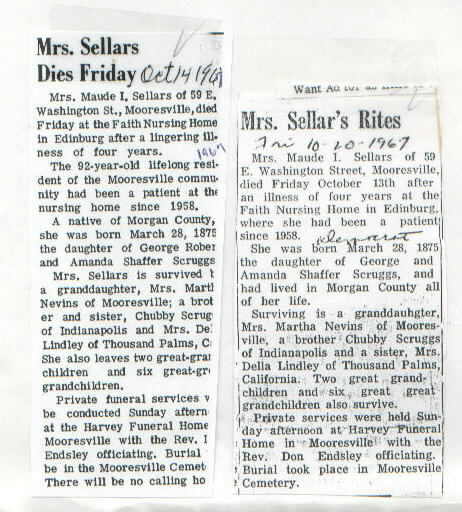 Mrs. Sellars
Dies Friday Oct 14 1967
Mrs. Maude I. Sellars of 59 E.
Washington St., Mooresville, died
Friday at the Faith Nursing Home
in Edinburg after a lingering ill-
ness of four years. 1967
The 92-year-old lifelong resi-
dent of the Mooresville commu-
nity had been a patient at the
nursing home since 1958.
A native of Morgan County,
she was born March 28, 1875
the daughter of George Rober
and Amanda Shaffer Scruggs
Mrs. Sellars is survived b
a granddaughter, Mrs. Martl
Nevins of Mooresville; a brot
er and sister, Chubby Scrug
of Indianapolis and Mrs. De
Lindley of Thousand Palms, C
She also leaves two great-gra
children and six great-gr
grandchildren.
Private funeral services v
be conducted Sunday aftern
at the Harvey Funeral Home
Mooresville with the Rev. I
Endsley officiating. Burial
be in the Mooresville Cemet
There will be no calling ho
Want Ad for as
Mrs. Sellar's Rites
Fri 10-20-1967
Mrs. Maude I. Sellars of 59
E. Washington Street, Mooresville,
died Friday October 13th after
an illness of four years at the
Faith Nursing Home in Edinburg,
where she had been a patient
since 1958.
She was born March 28, 1875
the daughter of George and
Amanda Shaffer Scruggs, and
had lived in Morgan County all
of her life.
Surviving is a granddauhgter,
Mrs. Martha Nevins of Moores-
ville, a brother Chubby Scruggs
of Indianapolis and a sister, Mrs.
Della Lindley of Thousand Palms,
California. Two great grand-
children and six great great
grandchildren also survive.
Private services were held Sun-
day afternoon at Harvey Funeral
Home in Mooresville with the
Rev. Don Endsley officiating.
Burial took place in Mooresville
Cemetery.